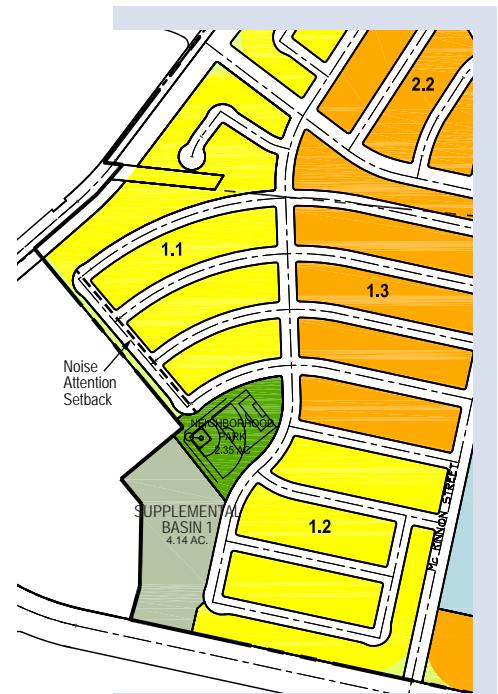 2.2
1.1
1.3
Noise
Attention
Setback
NEIGHBORHOOD
PARK
2.35 AC
SUPPLEMENTAL
BASIN 1
4.14 AC.
1.2
MC KINNON STREET